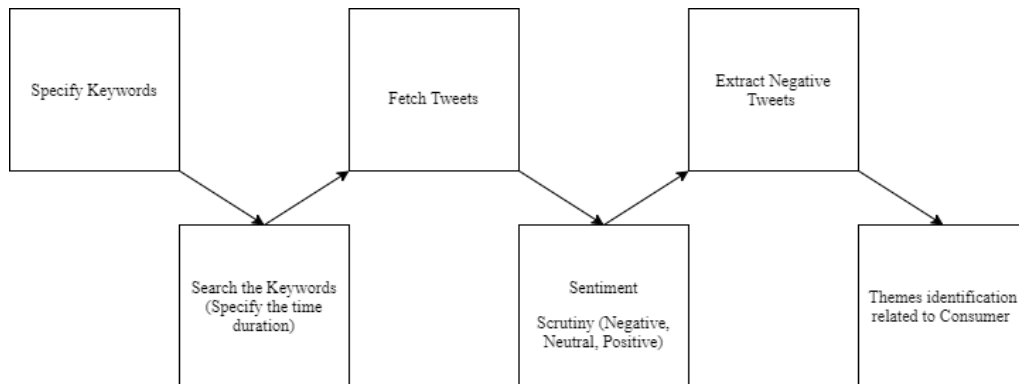 Specify Keywords
Search the Keywords
(Specify the time
duration)
Fetch Tweets
Sentiment
Scrutiny (Negative,
Neutral, Positive)
Extract Negative
Tweets
Themes identification
related to Consumer